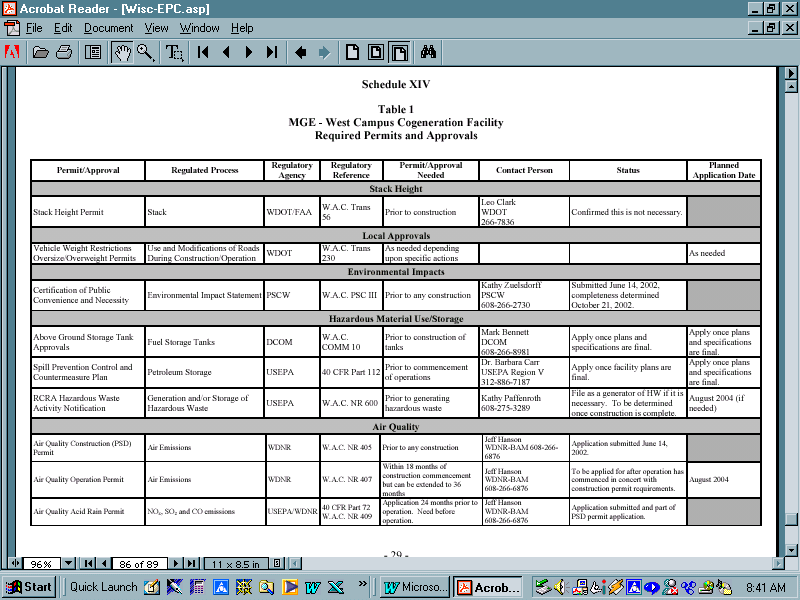 Acrobat Reader - [Wisc-EPC.asp]
File Edit Document View Window Help
Schedule XIV
Table 1
MGE - West Campus Cogeneration Facility
Required Permits and Approvals
Permit/Approval Regulated Process Regulatory Agency Regulatory Reference Permit/Approval Needed Contact Person Status Planned Application Date
Stack Height
Stack Height Permit Stack WDOT/FAA W.A.C. Trans 56 Prior to construction Leo Clark WDOT 266-7836 Confirmed this is not necessary.
Local Approvals
Vehicle Weight Restrictions Oversize/Overweight Permits Use and Modifications of Roads During Construction/Operation WDOT W.A.C. Trans 230 As needed depending upon specific actions As needed
Environmental Impacts
Certification of Public Convenience and Necessity Environmental Impact Statement PSCW W.A.C. PSC III Prior to any construction Kathy Zuelsdorff PSCW 608-266-2730 Submitted June 14, 2002, completeness determined October 21, 2002.
Hazardous Material Use/Storage
Above Ground Storage Tank Approvals Fuel Storage Tanks DCOM W.A.C. COMM 10 Prior to construction of tanks Mark Bennett DCOM 608-266-8981 Apply once plans and specifications are final. Apply once plans and specifications are final.
Spill Prevention Control and Countermeasure Plan Petroleum Storage USEPA 40 CFR Part 112 Prior to commencement of operations Dr. Barbara Carr USEPA Region V 312-886-7187 Apply once facility plans are final. Apply once plans and specifications are final.
RCRA Hazardous Waste Activity Notification Generation and/or Storage of Hazardous Waste USEPA W.A.C. NR 600 Prior to generating hazardous waste Kathy Paffenroth 608-275-3289 File as a generator of HW if it is necessary. To be determined once construction is complete. August 2004 (if needed)
Air Quality
Air Quality Construction (PSD) Permit Air Emissions WDNR W.A.C. NR 405 Prior to any construction Jeff Hanson WDNR-BAM 608-266-6876 Application submitted June 14, 2002.
Air Quality Operation Permit Air Emissions WDNR W.A.C. NR 407 Within 18 months of construction commencement but can be extended to 36 months Jeff Hanson WDNR-BAM 608-266-6876 To be applied for after operation has commenced in concert with construction permit requirements. August 2004
Air Quality Acid Rain Permit NOx, SO2 and CO emissions USEPA/WDNR 40 CFR Part 72 W.A.C. NR 409 Application 24 months prior to operation. Need before operation. Jeff Hanson WDNR-BAM 608-266-6876 Application submitted and part of PSD permit application.
- 29 -
96% 86 of 89 11 x 8.5 in
Start Quick Launch Microso... Acrob... 8:41 AM